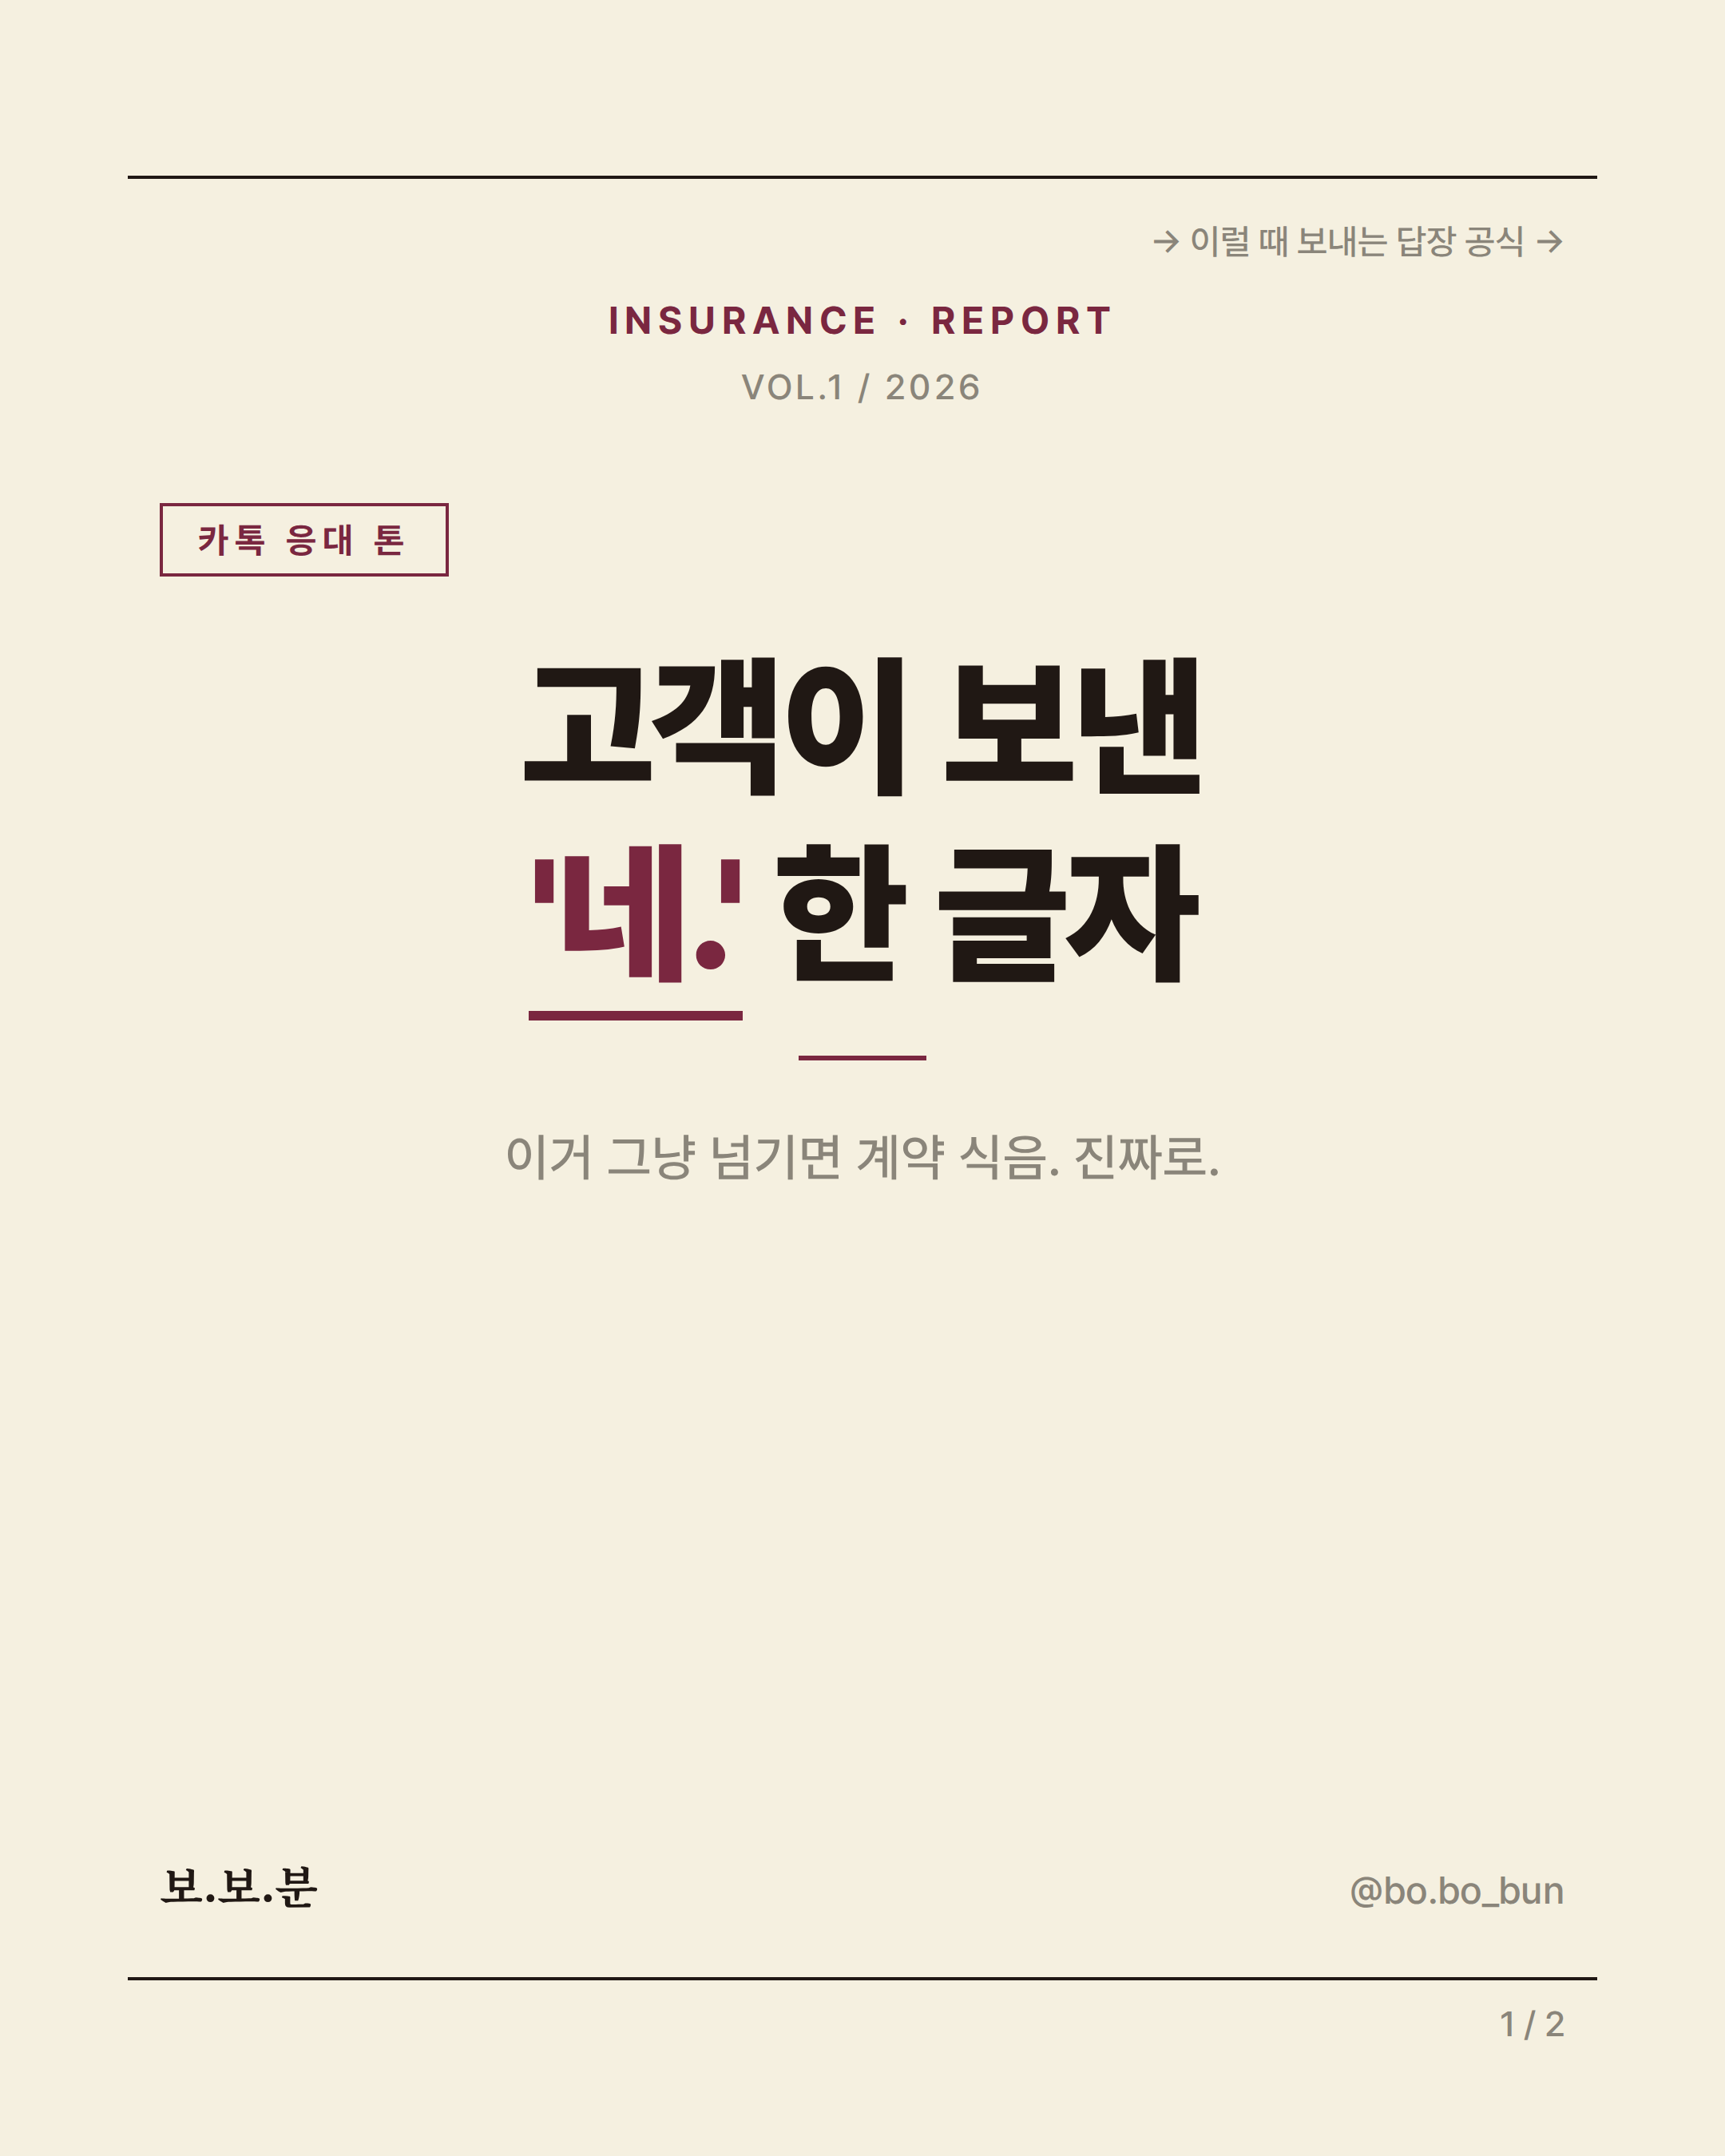 → 이럴 때 보내는 답장 공식 →
INSURANCE · REPORT
VOL.1 / 2026
카톡 응대 톤
고객이 보낸
'네.' 한 글자
이거 그냥 넘기면 계약 식음. 진짜로.
보.보.분
@bo.bo_bun
1 / 2